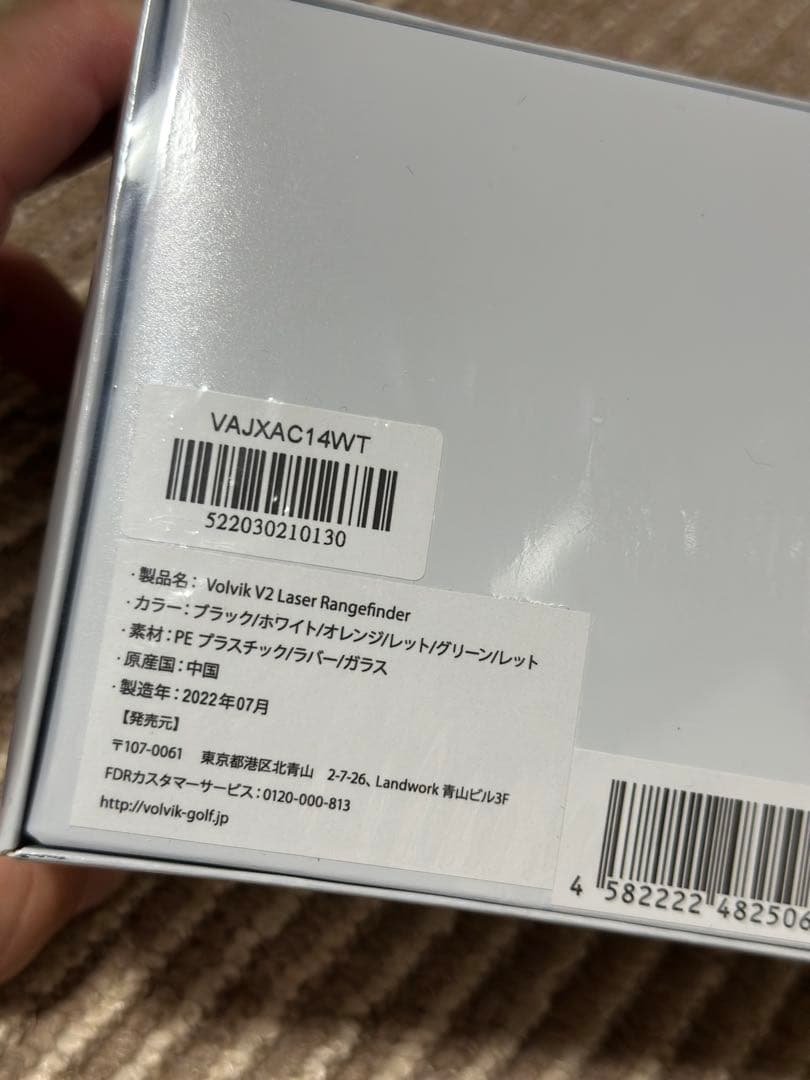 VAJXAC14WT
522030210130
・製品名： Volvik V2 Laser Rangefinder
・カラー：ブラック/ホワイト/オレンジ/レット/グリーン/レット
・素材：PE プラスチック/ラバー/ガラス
・原産国：中国
・製造年：2022年07月
【発売元】
〒107-0061 東京都港区北青山 2-7-26、Landwork 青山ビル3F
FDRカスタマーサービス：0120-000-813
http://volvik-golf.jp
4 582222 482506